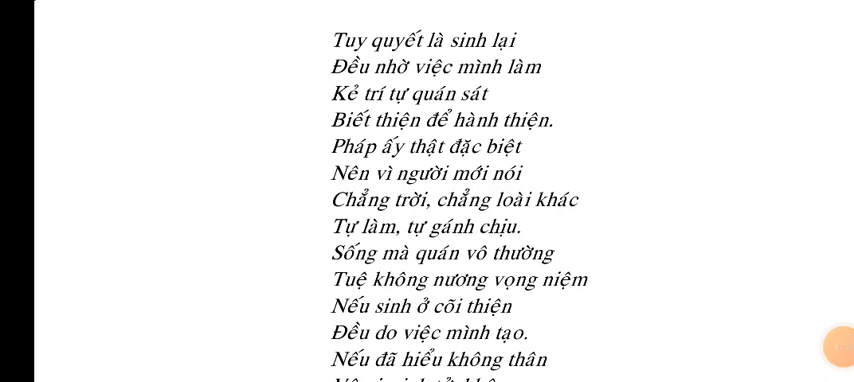 Tuy quyết là sinh lại
Đều nhờ việc mình làm
Kẻ trí tự quán sát
Biết thiện để hành thiện.
Pháp ấy thật đặc biệt
Nên vì người mới nói
Chẳng trời, chẳng loài khác
Tự làm, tự gánh chịu.
Sống mà quán vô thường
Tuệ không nương vọng niệm
Nếu sinh ở cõi thiện
Đều do việc mình tạo.
Nếu đã hiểu không thân